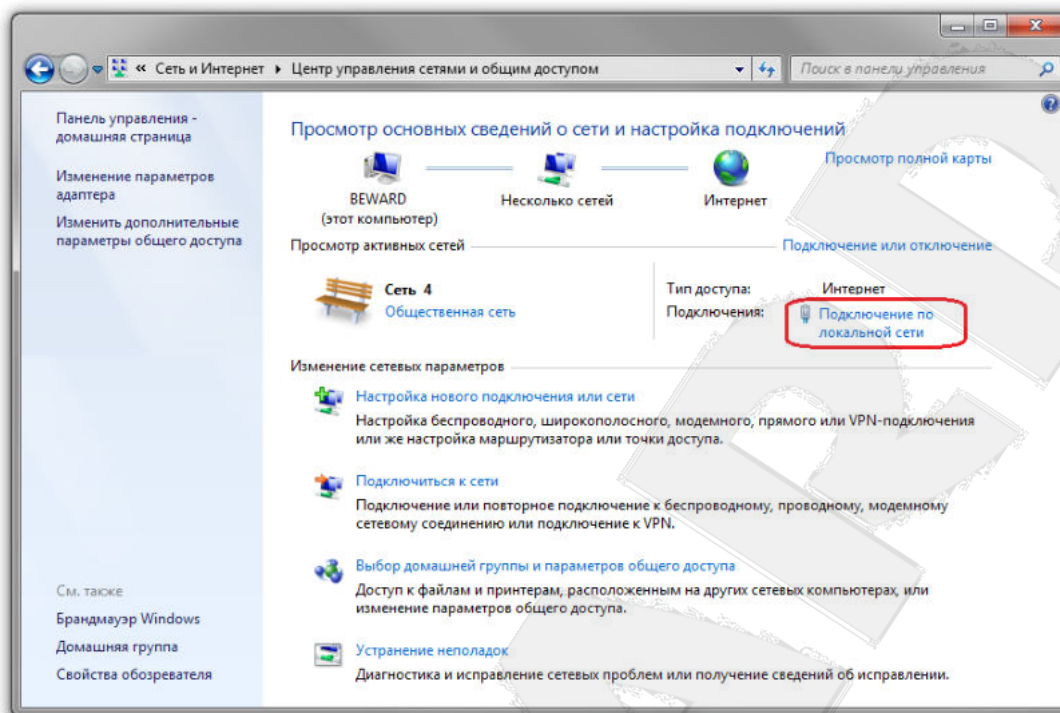 « Сеть и Интернет ▸ Центр управления сетями и общим доступом
Поиск в панели управления
Панель управления -
домашняя страница
Изменение параметров
адаптера
Изменить дополнительные
параметры общего доступа
См. также
Брандмауэр Windows
Домашняя группа
Свойства обозревателя
Просмотр основных сведений о сети и настройка подключений
Просмотр полной карты
BEWARD
(этот компьютер)
Несколько сетей
Интернет
Просмотр активных сетей
Подключение или отключение
Сеть 4
Общественная сеть
Тип доступа: Интернет
Подключения: Подключение по
локальной сети
Изменение сетевых параметров
Настройка нового подключения или сети
Настройка беспроводного, широкополосного, модемного, прямого или VPN-подключения
или же настройка маршрутизатора или точки доступа.
Подключиться к сети
Подключение или повторное подключение к беспроводному, проводному, модемному
сетевому соединению или подключение к VPN.
Выбор домашней группы и параметров общего доступа
Доступ к файлам и принтерам, расположенным на других сетевых компьютерах, или
изменение параметров общего доступа.
Устранение неполадок
Диагностика и исправление сетевых проблем или получение сведений об исправлении.